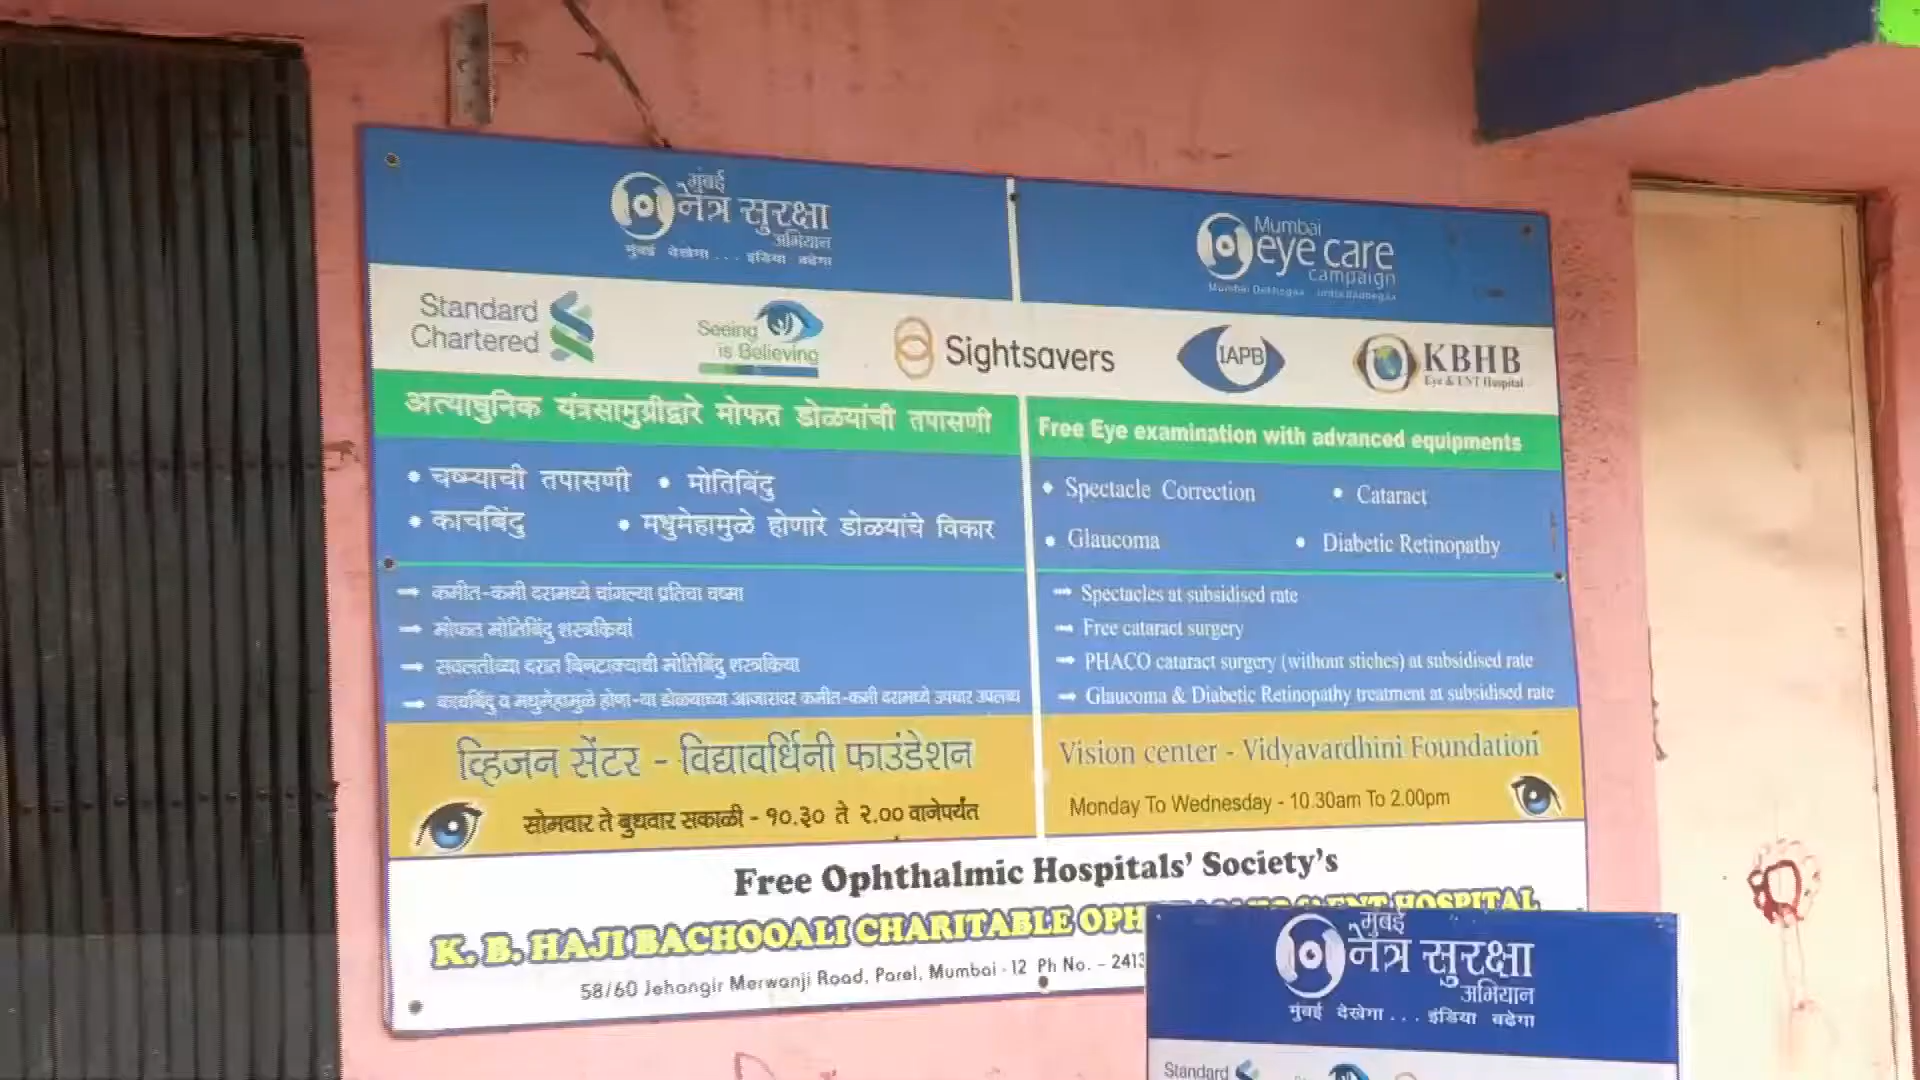 मुंबई
नेत्र सुरक्षा
अभियान
मुंबई देखेगा... इंडिया बढेगा
Mumbai
eye care
campaign
Mumbai Dekhegaa
Standard
Chartered
Seeing
is Believing
Sightsavers
IAPB
KBHB
Eye & ENT Hospital
अत्याधुनिक यंत्रसामुग्रीद्वारे मोफत डोळयांची तपासणी
• चष्म्याची तपासणी • मोतिबिंदु
• काचबिंदु • मधुमेहामुळे होणारे डोळयांचे विकार
Free Eye examination with advanced equipments
• Spectacle Correction • Cataract
• Glaucoma • Diabetic Retinopathy
→ कमीत-कमी दरामध्ये चांगल्या प्रतिचा चष्मा
→ मोफत मोतिबिंदु शस्त्रक्रिया
→ सवलतीच्या दरात बिनटाक्याची मोतिबिंदु शस्त्रक्रिया
→ काचबिंदु व मधुमेहामुळे होणा-या डोळयाच्या आजारावर कमीत-कमी दरामध्ये उपचार उपलब्ध
→ Spectacles at subsidised rate
→ Free cataract surgery
→ PHACO cataract surgery (without stiches) at subsidised rate
→ Glaucoma & Diabetic Retinopathy treatment at subsidised rate
व्हिजन सेंटर - विद्यावर्धिनी फाउंडेशन
सोमवार ते बुधवार सकाळी - १०.३० ते २.०० वाजेपर्यंत
Vision center - Vidyavardhini Foundation
Monday To Wednesday - 10.30am To 2.00pm
Free Ophthalmic Hospitals' Society's
K. B. HAJI BACHOOALI CHARITABLE OPH ENT HOSPITAL
58/60 Jehangir Merwanji Road, Parel, Mumbai - 12 Ph No. - 2413
मुंबई
नेत्र सुरक्षा
अभियान
मुंबई देखेगा... इंडिया बढेगा
Standard